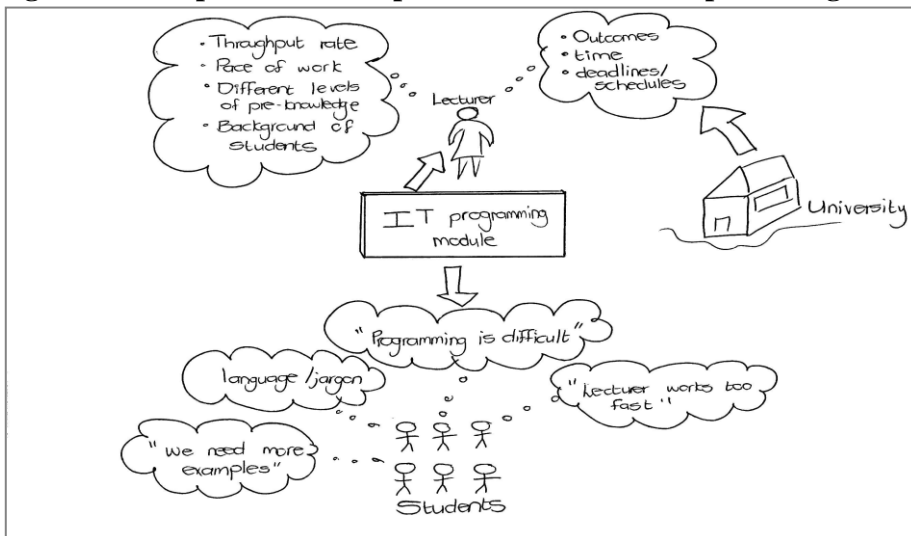 • Throughput rate
• Pace of work
• Different levels
of pre-knowledge
• Background of
students
• Outcomes
• time
• deadlines/
schedules
Lecturer
IT programming
module
University
"Programming is difficult"
language/jargon
"Lecturer works too
fast"
"We need more
examples"
Students